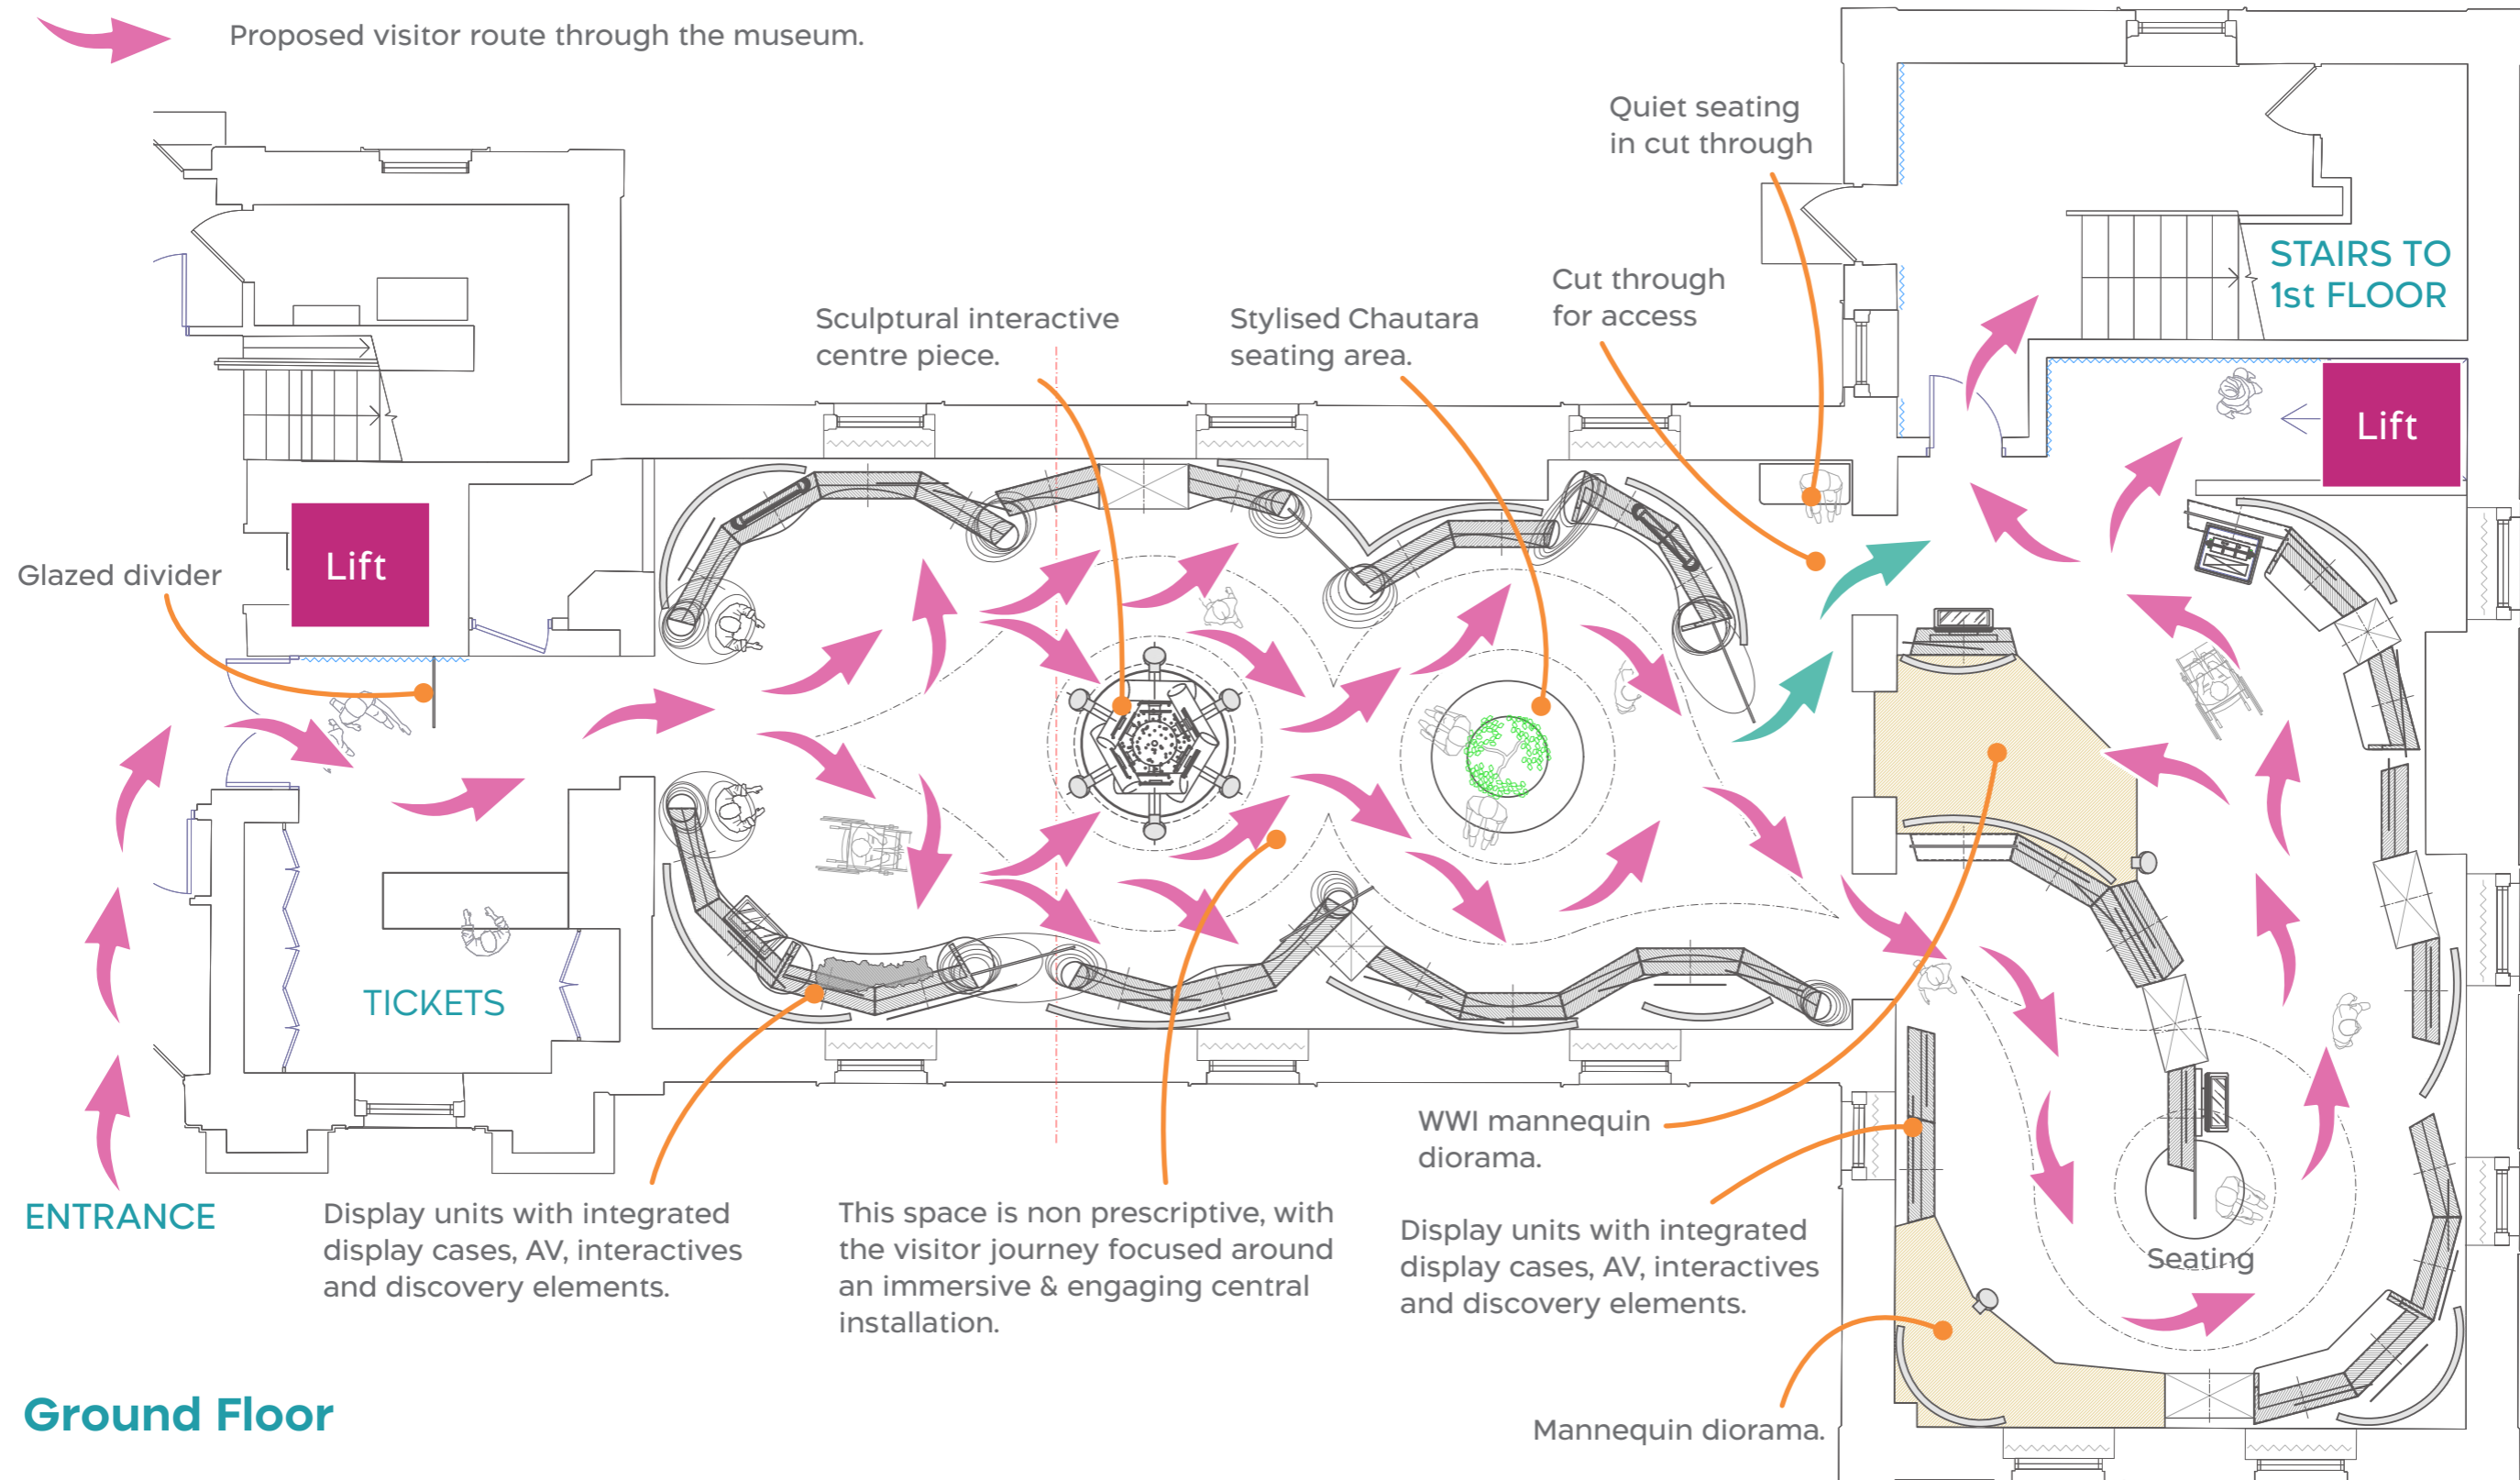 Proposed visitor route through the museum.
Quiet seating
in cut through
STAIRS TO
1st FLOOR
Cut through
for access
Sculptural interactive
centre piece.
Stylised Chautara
seating area.
Lift
Lift
Glazed divider
TICKETS
ENTRANCE
Display units with integrated
display cases, AV, interactives
and discovery elements.
This space is non prescriptive, with
the visitor journey focused around
an immersive & engaging central
installation.
WWI mannequin
diorama.
Display units with integrated
display cases, AV, interactives
and discovery elements.
Seating
Mannequin diorama.
Ground Floor